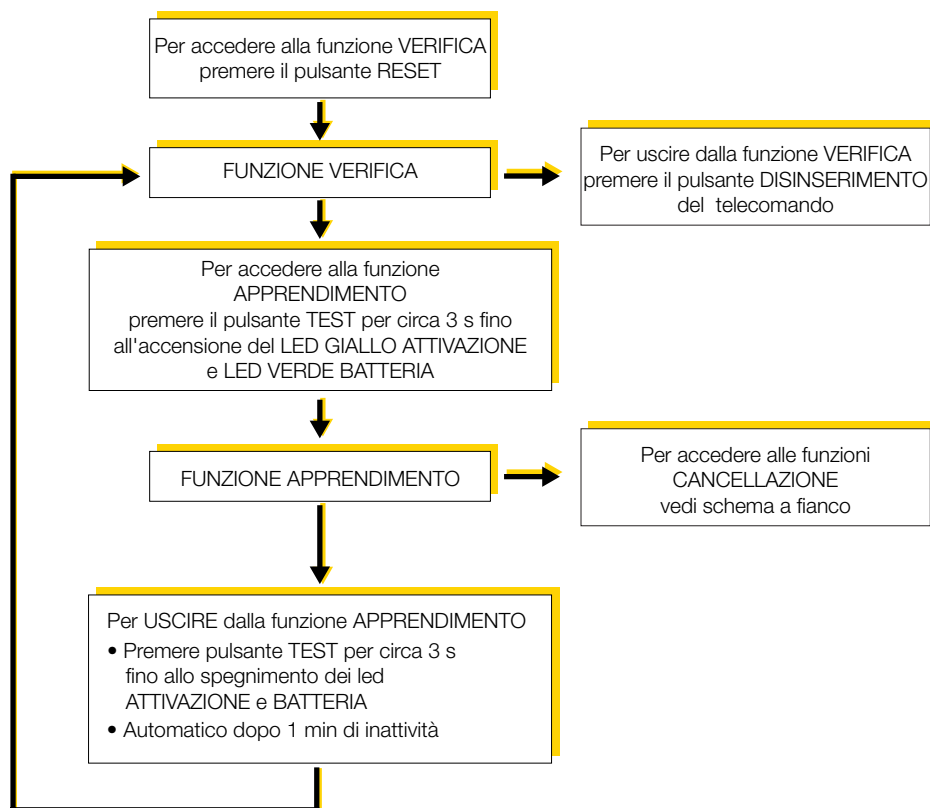 Per accedere alla funzione VERIFICA
premere il pulsante RESET
FUNZIONE VERIFICA
Per uscire dalla funzione VERIFICA
premere il pulsante DISINSERIMENTO
del telecomando
Per accedere alla funzione
APPRENDIMENTO
premere il pulsante TEST per circa 3 s fino
all'accensione del LED GIALLO ATTIVAZIONE
e LED VERDE BATTERIA
FUNZIONE APPRENDIMENTO
Per accedere alle funzioni
CANCELLAZIONE
vedi schema a fianco
Per USCIRE dalla funzione APPRENDIMENTO
• Premere pulsante TEST per circa 3 s
fino allo spegnimento dei led
ATTIVAZIONE e BATTERIA
• Automatico dopo 1 min di inattività